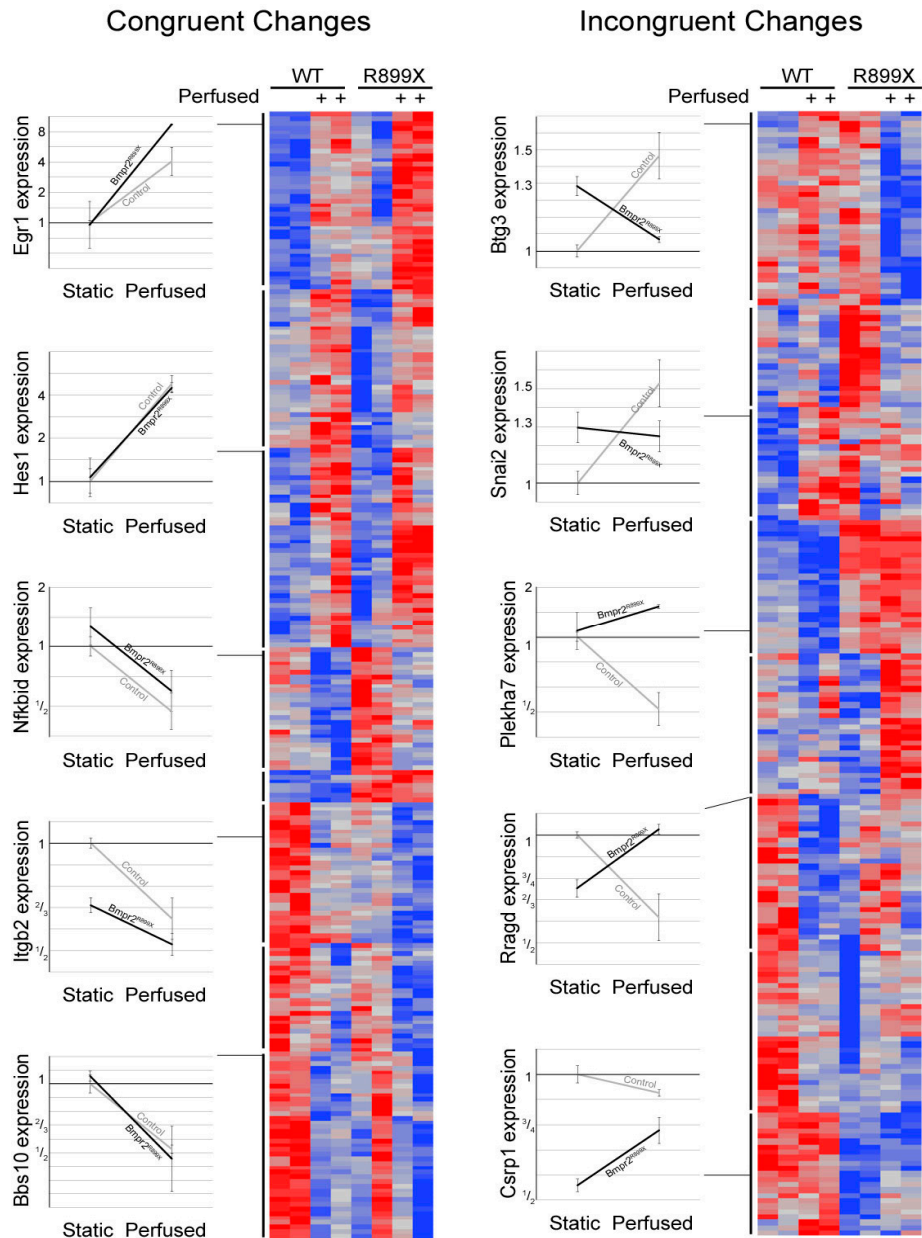 Congruent Changes
WT R899X
Perfused + + + +
Egr1 expression
8
4
2
1
Bmpr2R899X
Control
Static Perfused
Hes1 expression
4
2
1
Control
Bmpr2R899X
Static Perfused
Nfkbid expression
2
1
1/2
Bmpr2R899X
Control
Static Perfused
Itgb2 expression
1
2/3
1/2
Control
Bmpr2R899X
Static Perfused
Bbs10 expression
1
2/3
1/2
Control
Bmpr2R899X
Static Perfused
Incongruent Changes
WT R899X
Perfused + + + +
Btg3 expression
1.5
1.3
1
Control
Bmpr2R899X
Static Perfused
Snai2 expression
1.5
1.3
1
Control
Bmpr2R899X
Static Perfused
Plekha7 expression
2
1
1/2
Bmpr2R899X
Control
Static Perfused
Rragd expression
1
3/4
2/3
1/2
Bmpr2R899X
Control
Static Perfused
Csrp1 expression
1
3/4
1/2
Control
Bmpr2R899X
Static Perfused